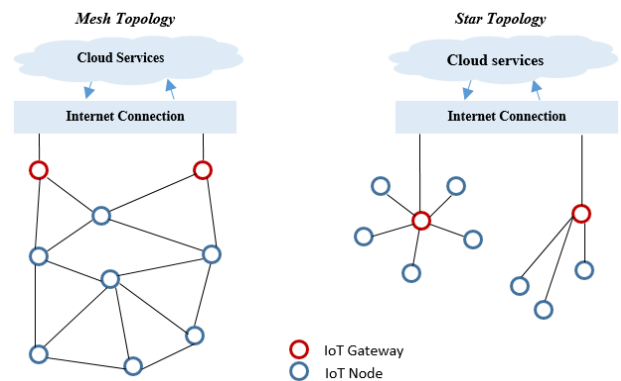 Mesh Topology
Cloud Services
Internet Connection
Star Topology
Cloud services
Internet Connection
IoT Gateway
IoT Node